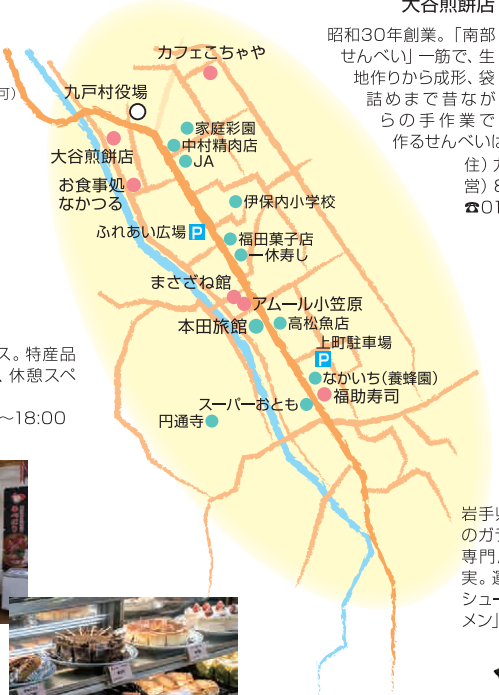 大谷煎餅店
昭和30年創業。「南部
せんべい」一筋で、生
地作りから成形、袋
詰めまで昔なが
らの手作業で
作るせんべいは
住）
営）8
☎01
可）
カフェこちゃや
九戸村役場
家庭彩園
中村精肉店
JA
大谷煎餅店
お食事処
なかつる
伊保内小学校
ふれあい広場 P
福田菓子店
一休寿し
まさざね館
アムール小笠原
本田旅館
高松魚店
上町駐車場
P
なかいち（養蜂園）
福助寿司
スーパーおとも
円通寺
ス。特産品
、休憩スペ
～18:00
岩手県
のガラ
専門
実。運
シュー
メン」